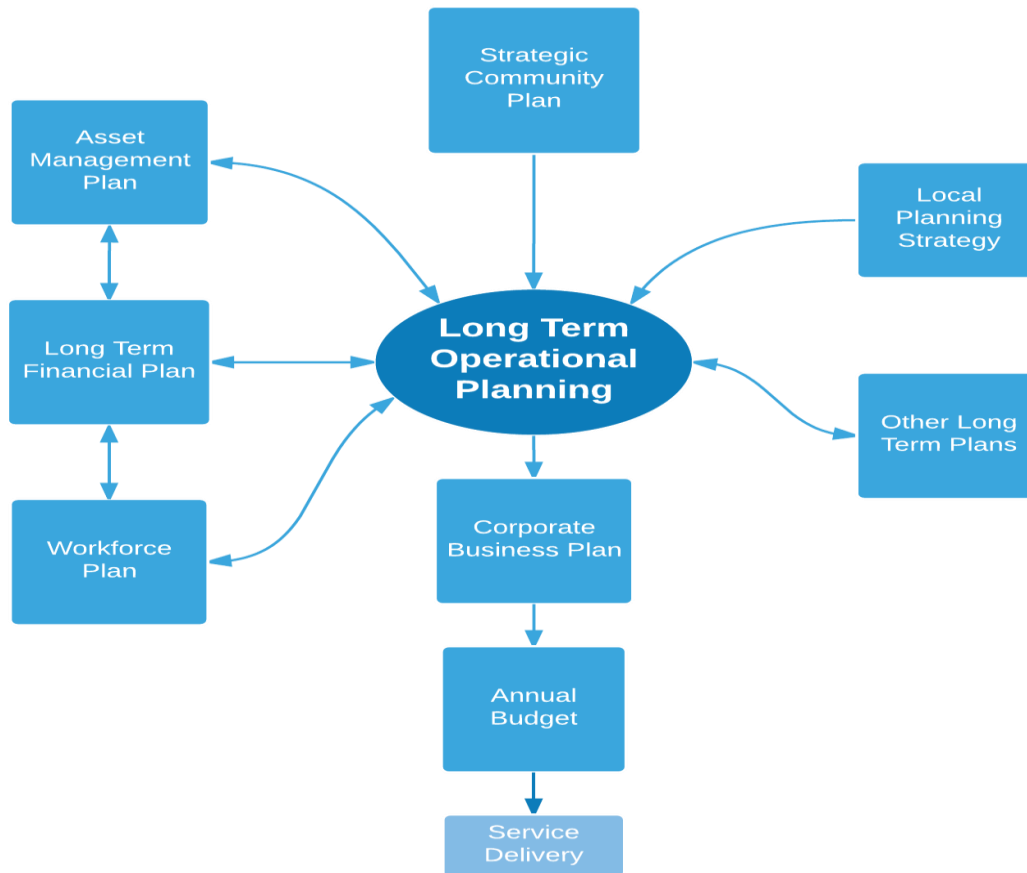 Strategic
Community
Plan
Asset
Management
Plan
Local
Planning
Strategy
Long Term
Operational
Planning
Long Term
Financial Plan
Other Long
Term Plans
Workforce
Plan
Corporate
Business Plan
Annual
Budget
Service
Delivery